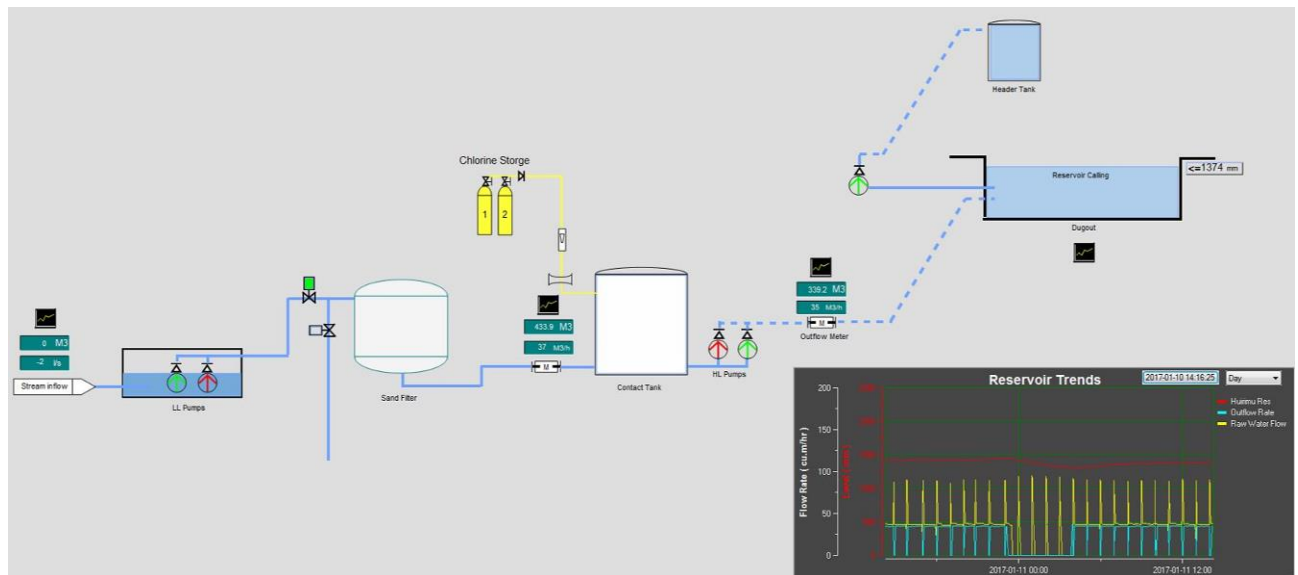 Header Tank
Chlorine Storge
1
2
Reservoir Calling
<=1374 mm
Dugout
0 M3
-2 l/s
Stream inflow
LL Pumps
Sand Filter
433.9 M3
37 M3/h
M
Contact Tank
HL Pumps
339.2 M3
35 M3/h
M
Outflow Meter
Reservoir Trends
2017-01-10 14:16:25
Day
Outflow Rate
Raw Water Flow
Flow Rate ( cu.m/hr )
200
150
100
50
0
2017-01-11 00:00
2017-01-11 12:00